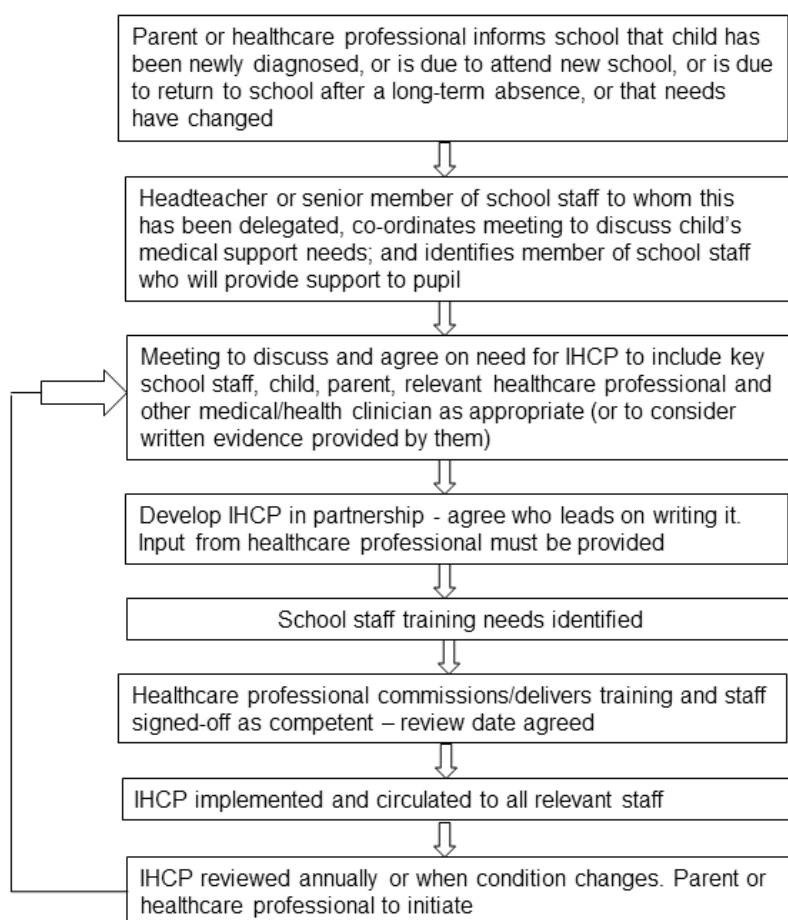 Parent or healthcare professional informs school that child has
been newly diagnosed, or is due to attend new school, or is due
to return to school after a long-term absence, or that needs
have changed
Headteacher or senior member of school staff to whom this
has been delegated, co-ordinates meeting to discuss child's
medical support needs; and identifies member of school staff
who will provide support to pupil
Meeting to discuss and agree on need for IHCP to include key
school staff, child, parent, relevant healthcare professional and
other medical/health clinician as appropriate (or to consider
written evidence provided by them)
Develop IHCP in partnership - agree who leads on writing it.
Input from healthcare professional must be provided
School staff training needs identified
Healthcare professional commissions/delivers training and staff
signed-off as competent – review date agreed
IHCP implemented and circulated to all relevant staff
IHCP reviewed annually or when condition changes. Parent or
healthcare professional to initiate